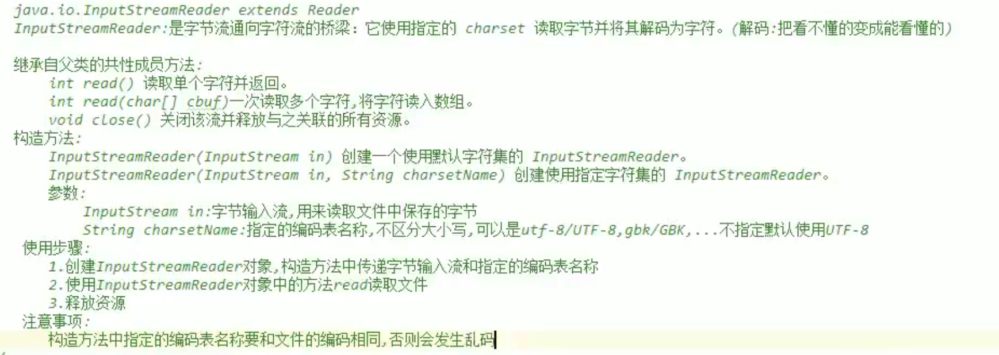 java.io.InputStreamReader extends Reader
InputStreamReader:是字节流通向字符流的桥梁：它使用指定的 charset 读取字节并将其解码为字符。(解码:把看不懂的变成能看懂的)
继承自父类的共性成员方法:
int read() 读取单个字符并返回。
int read(char[] cbuf)一次读取多个字符,将字符读入数组。
void close() 关闭该流并释放与之关联的所有资源。
构造方法:
InputStreamReader(InputStream in) 创建一个使用默认字符集的 InputStreamReader。
InputStreamReader(InputStream in, String charsetName) 创建使用指定字符集的 InputStreamReader。
参数:
InputStream in:字节输入流,用来读取文件中保存的字节
String charsetName:指定的编码表名称,不区分大小写,可以是utf-8/UTF-8,gbk/GBK,...不指定默认使用UTF-8
使用步骤:
1.创建InputStreamReader对象,构造方法中传递字节输入流和指定的编码表名称
2.使用InputStreamReader对象中的方法read读取文件
3.释放资源
注意事项:
构造方法中指定的编码表名称要和文件的编码相同,否则会发生乱码